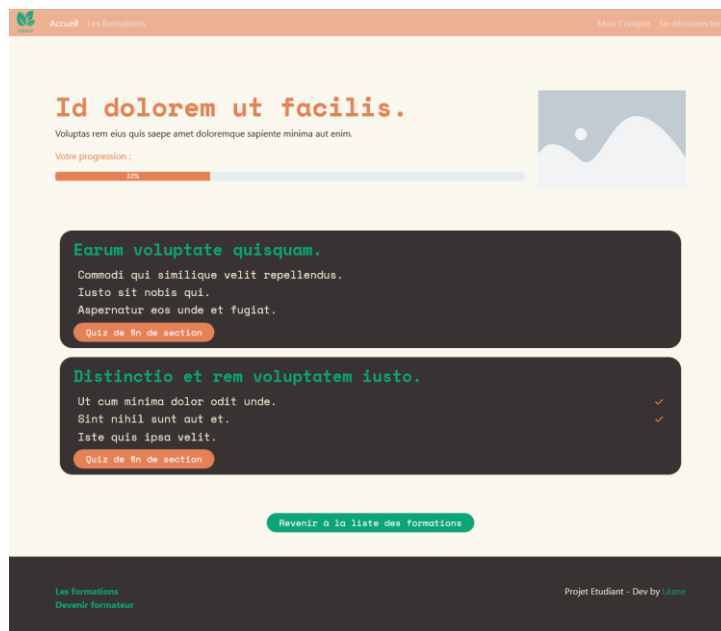 Accueil Les formations Mon Compte Se déconnecter
Id dolorem ut facilis.
Voluptas rem eius quis saepe amet doloremque sapiente minima aut enim.
Votre progression :
33%
Earum voluptate quisquam.
Commodi qui similique velit repellendus.
Iusto sit nobis qui.
Aspernatur eos unde et fugiat.
Quiz de fin de section
Distinctio et rem voluptatem iusto.
Ut cum minima dolor odit unde.
Sint nihil sunt aut et.
Iste quis ipsa velit.
Quiz de fin de section
Revenir à la liste des formations
Les formations
Devenir formateur
Projet Etudiant - Dev by Léane